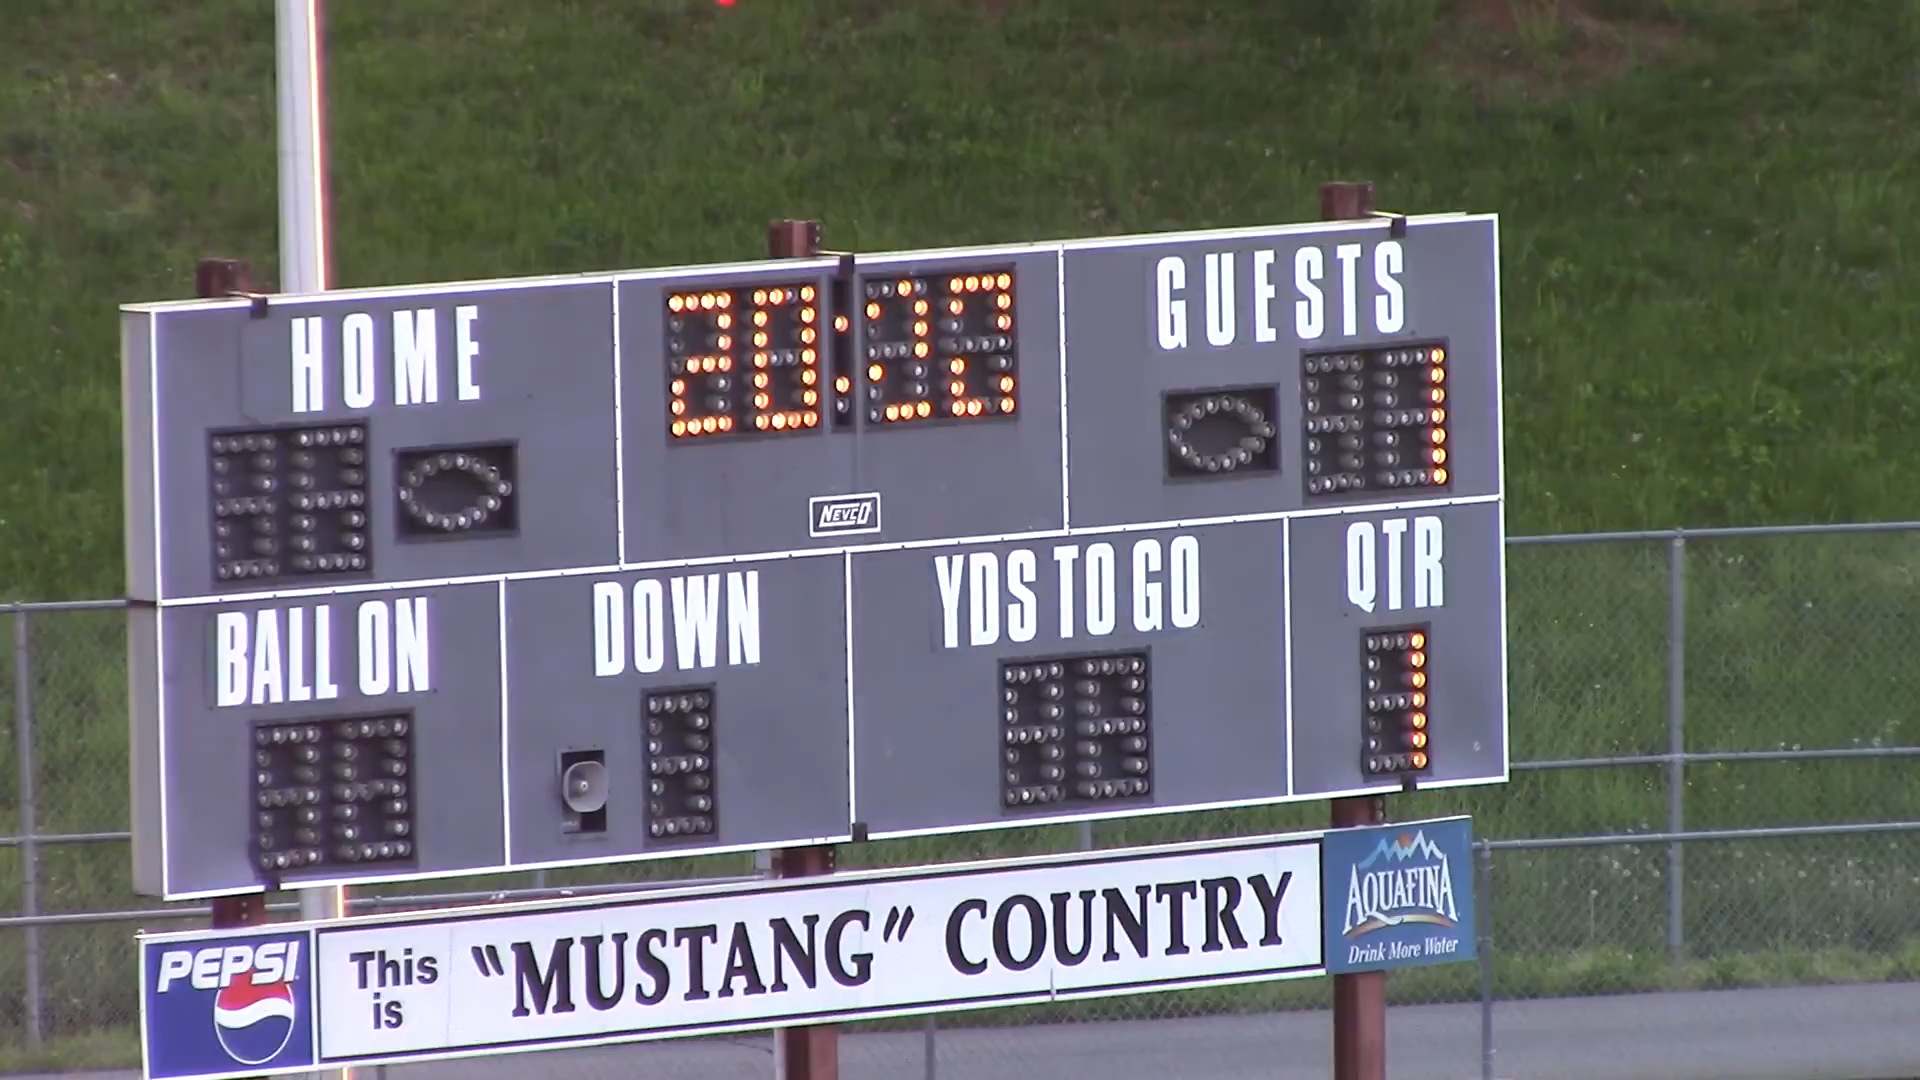 HOME
20:
GUESTS
1
NEVCO
BALL ON
DOWN
YDS TO GO
QTR
1
PEPSI
This is "MUSTANG" COUNTRY
AQUAFINA
Drink More Water